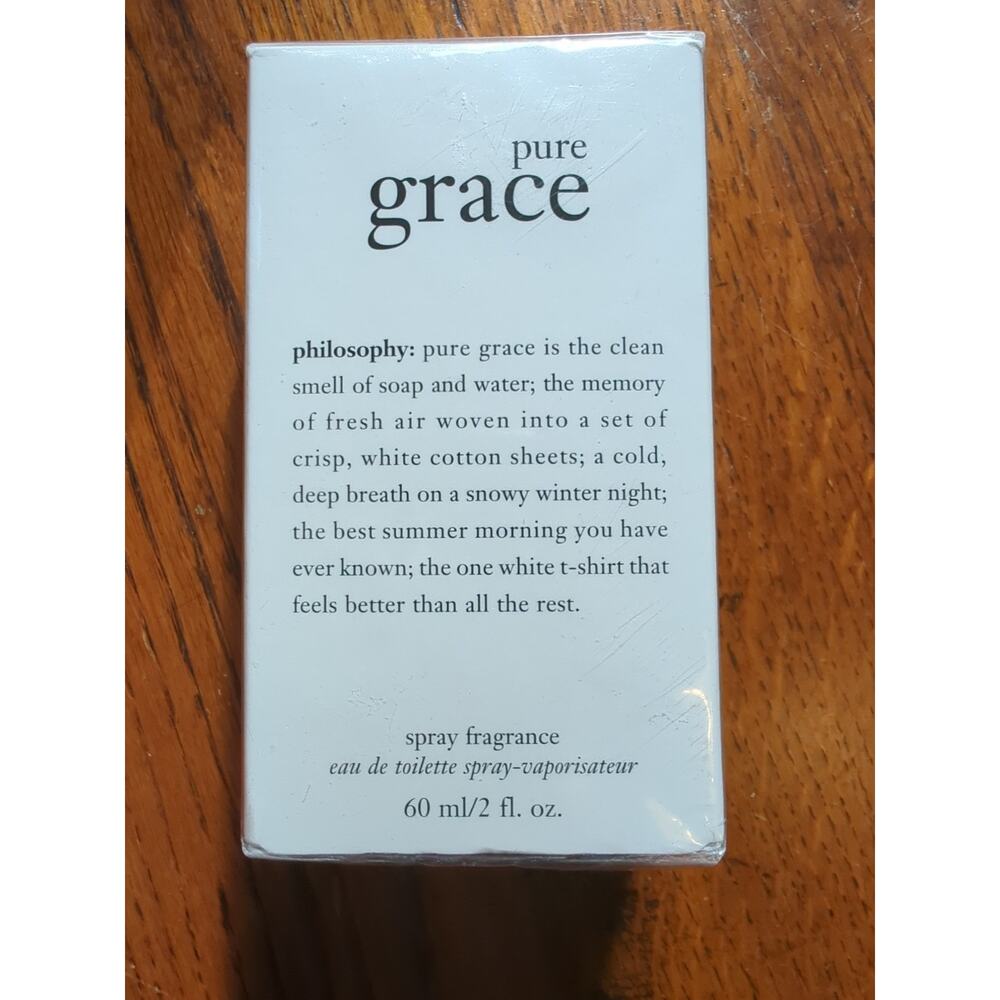 pure
grace
philosophy: pure grace is the clean
smell of soap and water; the memory
of fresh air woven into a set of
crisp, white cotton sheets; a cold,
deep breath on a snowy winter night;
the best summer morning you have
ever known; the one white t-shirt that
feels better than all the rest.
spray fragrance
eau de toilette spray-vaporisateur
60 ml/2 fl. oz.